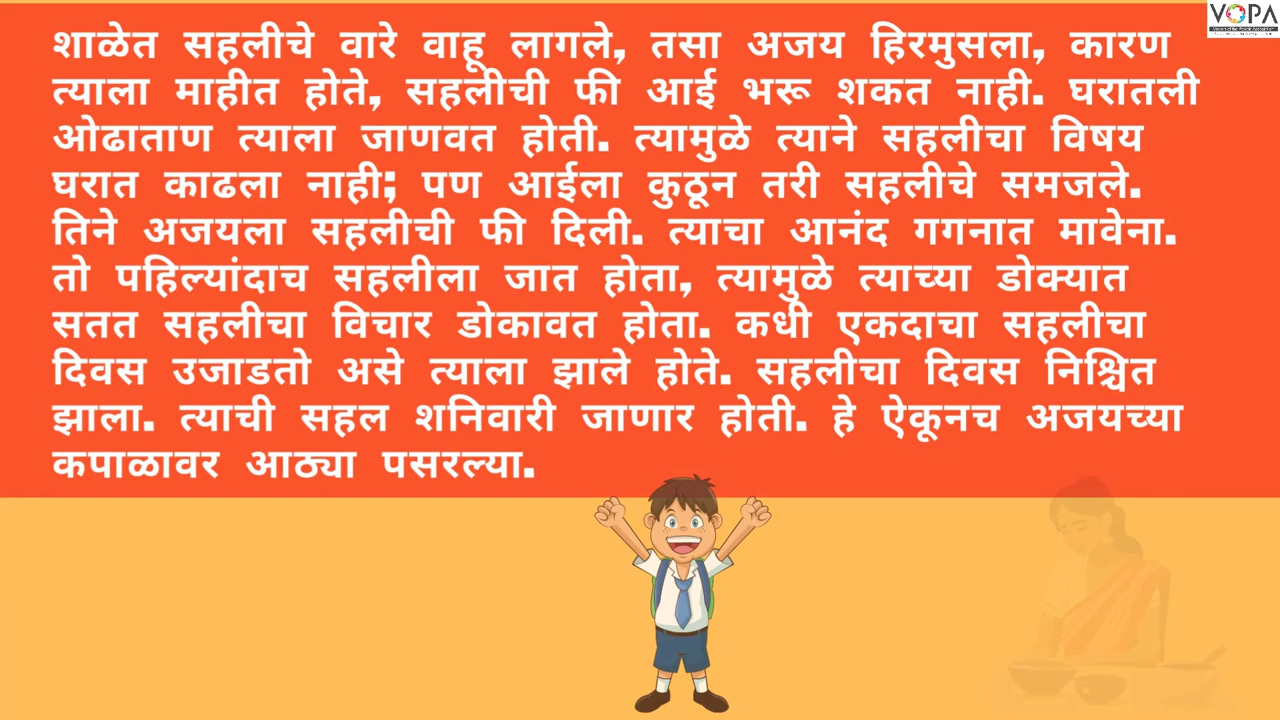 शाळेत सहलीचे वारे वाहू लागले, तसा अजय हिरमुसला, कारण
त्याला माहीत होते, सहलीची फी आई भरू शकत नाही. घरातली
ओढाताण त्याला जाणवत होती. त्यामुळे त्याने सहलीचा विषय
घरात काढला नाही; पण आईला कुठून तरी सहलीचे समजले.
तिने अजयला सहलीची फी दिली. त्याचा आनंद गगनात मावेना.
तो पहिल्यांदाच सहलीला जात होता, त्यामुळे त्याच्या डोक्यात
सतत सहलीचा विचार डोकावत होता. कधी एकदाचा सहलीचा
दिवस उजाडतो असे त्याला झाले होते. सहलीचा दिवस निश्चित
झाला. त्याची सहल शनिवारी जाणार होती. हे ऐकूनच अजयच्या
कपाळावर आठ्या पसरल्या.
VOPA